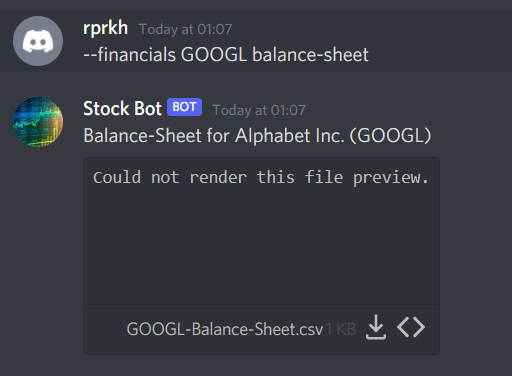 rprkh Today at 01:07
--financials GOOGL balance-sheet
Stock Bot BOT Today at 01:07
Balance-Sheet for Alphabet Inc. (GOOGL)
Could not render this file preview.
GOOGL-Balance-Sheet.csv 1 KB